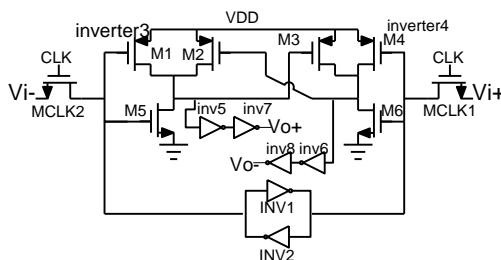 inverter3
VDD
inverter4
M1
M2
M3
M4
CLK
CLK
Vi-
Vi+
MCLK2
MCLK1
M5
M6
inv5
inv7
Vo+
inv8
inv6
Vo-
INV1
INV2